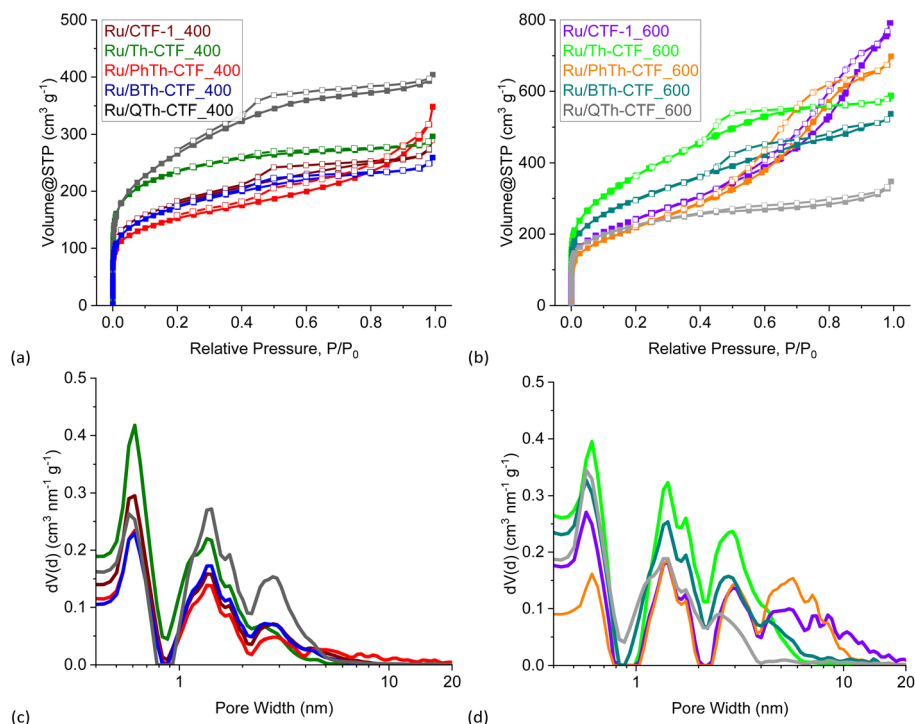 Ru/CTF-1_400
Ru/Th-CTF_400
Ru/PhTh-CTF_400
Ru/BTh-CTF_400
Ru/QTh-CTF_400
500
400
300
200
100
0
Volume@STP (cm³ g⁻¹)
0.0 0.2 0.4 0.6 0.8 1.0
Relative Pressure, P/P₀
(a)
Ru/CTF-1_600
Ru/Th-CTF_600
Ru/PhTh-CTF_600
Ru/BTh-CTF_600
Ru/QTh-CTF_600
800
600
400
200
0
Volume@STP (cm³ g⁻¹)
0.0 0.2 0.4 0.6 0.8 1.0
Relative Pressure, P/P₀
(b)
0.5
0.4
0.3
0.2
0.1
0.0
dV(d) (cm³ nm⁻¹ g⁻¹)
1 10 20
Pore Width (nm)
(c)
0.5
0.4
0.3
0.2
0.1
0.0
dV(d) (cm³ nm⁻¹ g⁻¹)
1 10 20
Pore Width (nm)
(d)